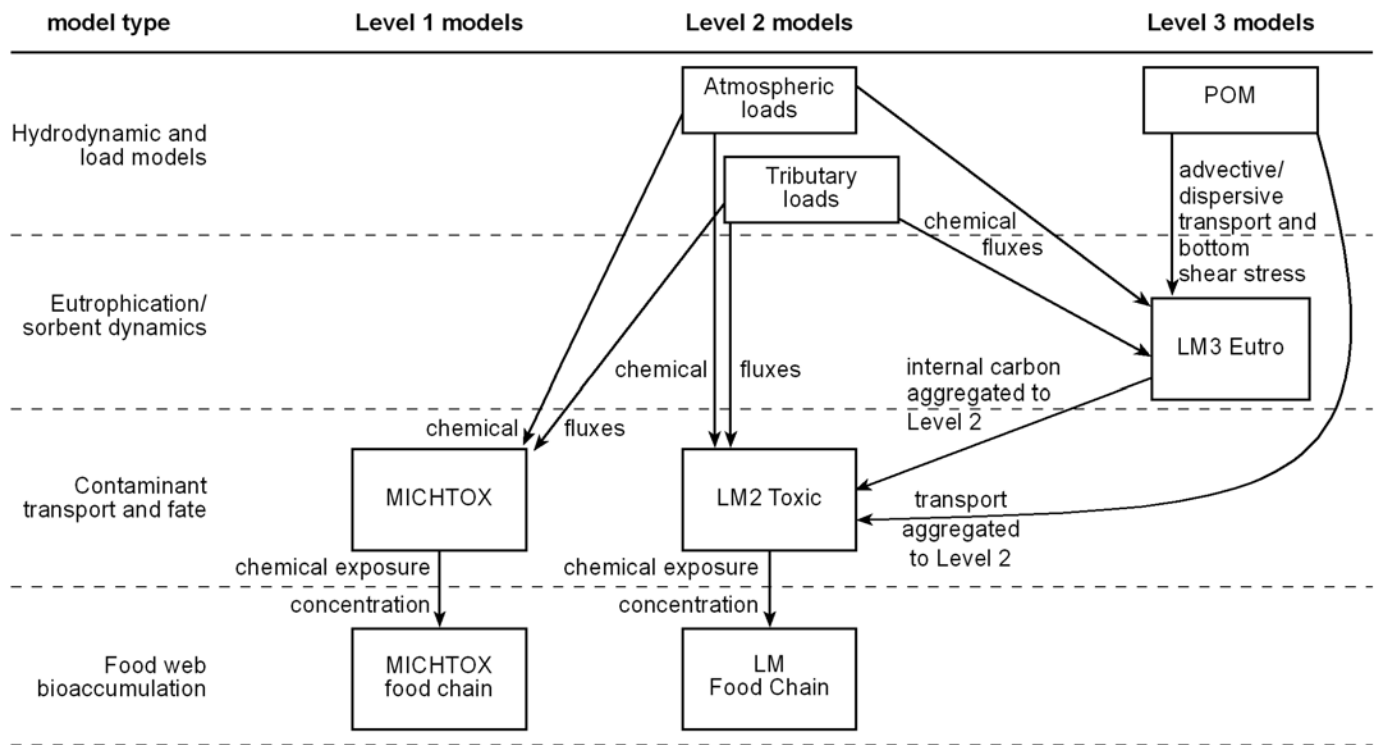 model type
Level 1 models
Level 2 models
Level 3 models
Hydrodynamic and
load models
Atmospheric
loads
POM
Tributary
loads
advective/
dispersive
transport and
bottom
shear stress
chemical
fluxes
Eutrophication/
sorbent dynamics
LM3 Eutro
chemical
fluxes
internal carbon
aggregated to
Level 2
chemical
fluxes
Contaminant
transport and fate
MICHTOX
LM2 Toxic
transport
aggregated
to Level 2
chemical exposure
concentration
chemical exposure
concentration
Food web
bioaccumulation
MICHTOX
food chain
LM
Food Chain